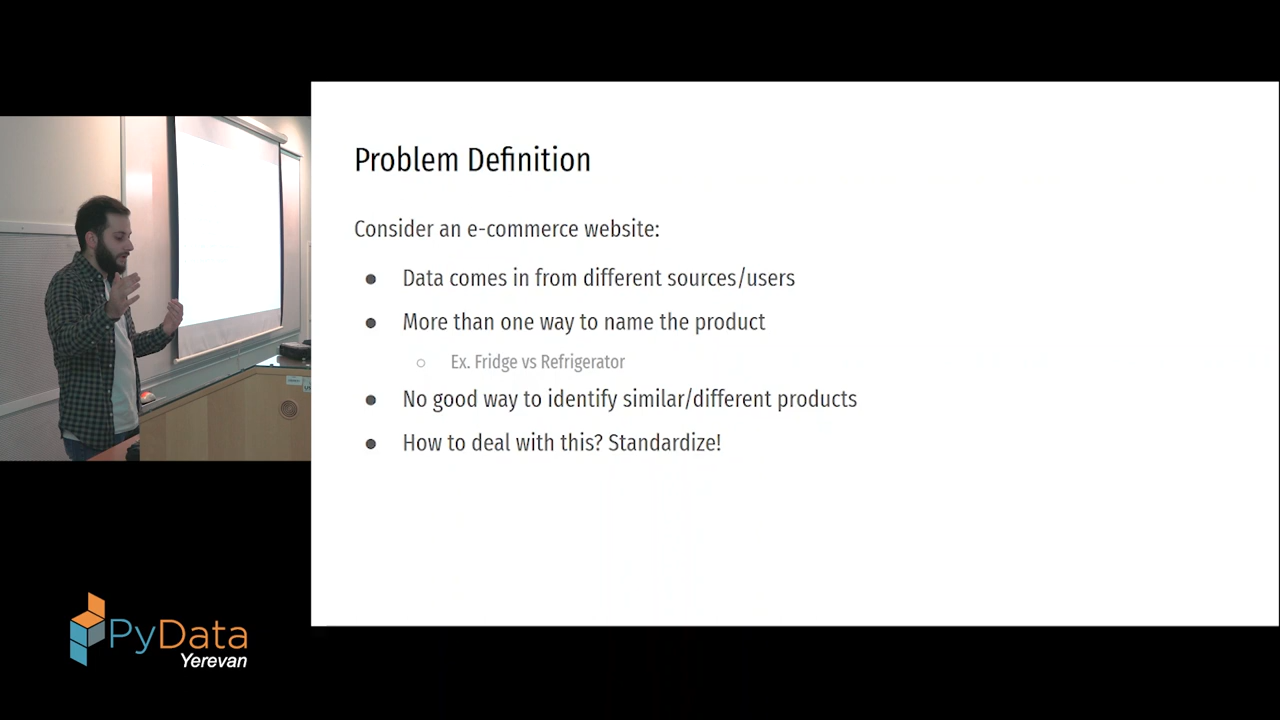 Problem Definition
Consider an e-commerce website:
● Data comes in from different sources/users
● More than one way to name the product
○ Ex. Fridge vs Refrigerator
● No good way to identify similar/different products
● How to deal with this? Standardize!
PyData
Yerevan